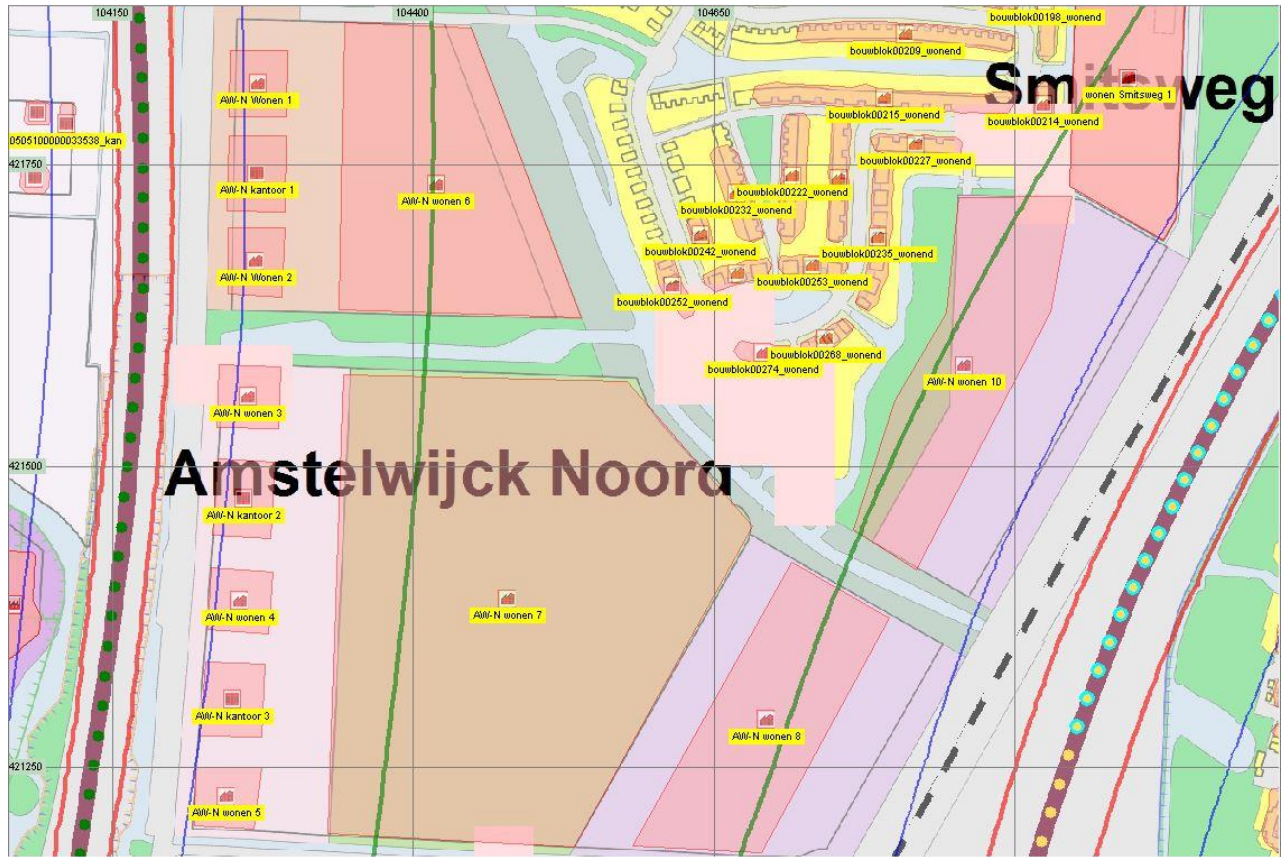 104150
104400
104650
bouwblok00198_wonend
bouwblok00209_wonend
Smitsweg
AW-N Wonen 1
wonen Smitsweg 1
bouwblok00215_wonend
bouwblok00214_wonend
0505100000033538_kan
421750
bouwblok00227_wonend
AW-N kantoor 1
AW-N wonen 6
bouwblok00222_wonend
bouwblok00232_wonend
bouwblok00242_wonend
bouwblok00235_wonend
AW-N Wonen 2
bouwblok00253_wonend
bouwblok00252_wonend
bouwblok00268_wonend
bouwblok00274_wonend
AW-N wonen 10
AW-N wonen 3
421500
Amstelwijck Noord
AW-N kantoor 2
AW-N wonen 4
AW-N wonen 7
AW-N kantoor 3
AW-N wonen 8
421250
AW-N wonen 5